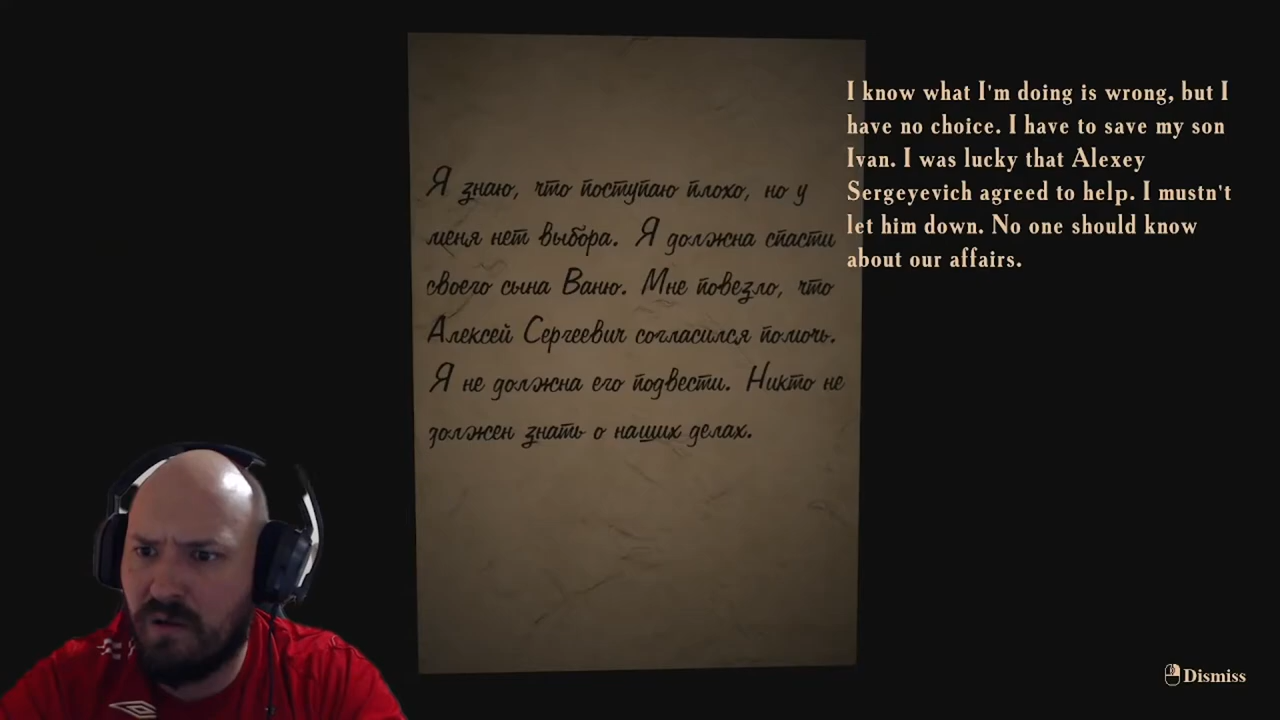 Я знаю, что поступаю плохо, но у
меня нет выбора. Я должна спасти
своего сына Ваню. Мне повезло, что
Алексей Сергеевич согласился помочь.
Я не должна его подвести. Никто не
должен знать о наших делах.
I know what I'm doing is wrong, but I
have no choice. I have to save my son
Ivan. I was lucky that Alexey
Sergeyevich agreed to help. I mustn't
let him down. No one should know
about our affairs.
Dismiss